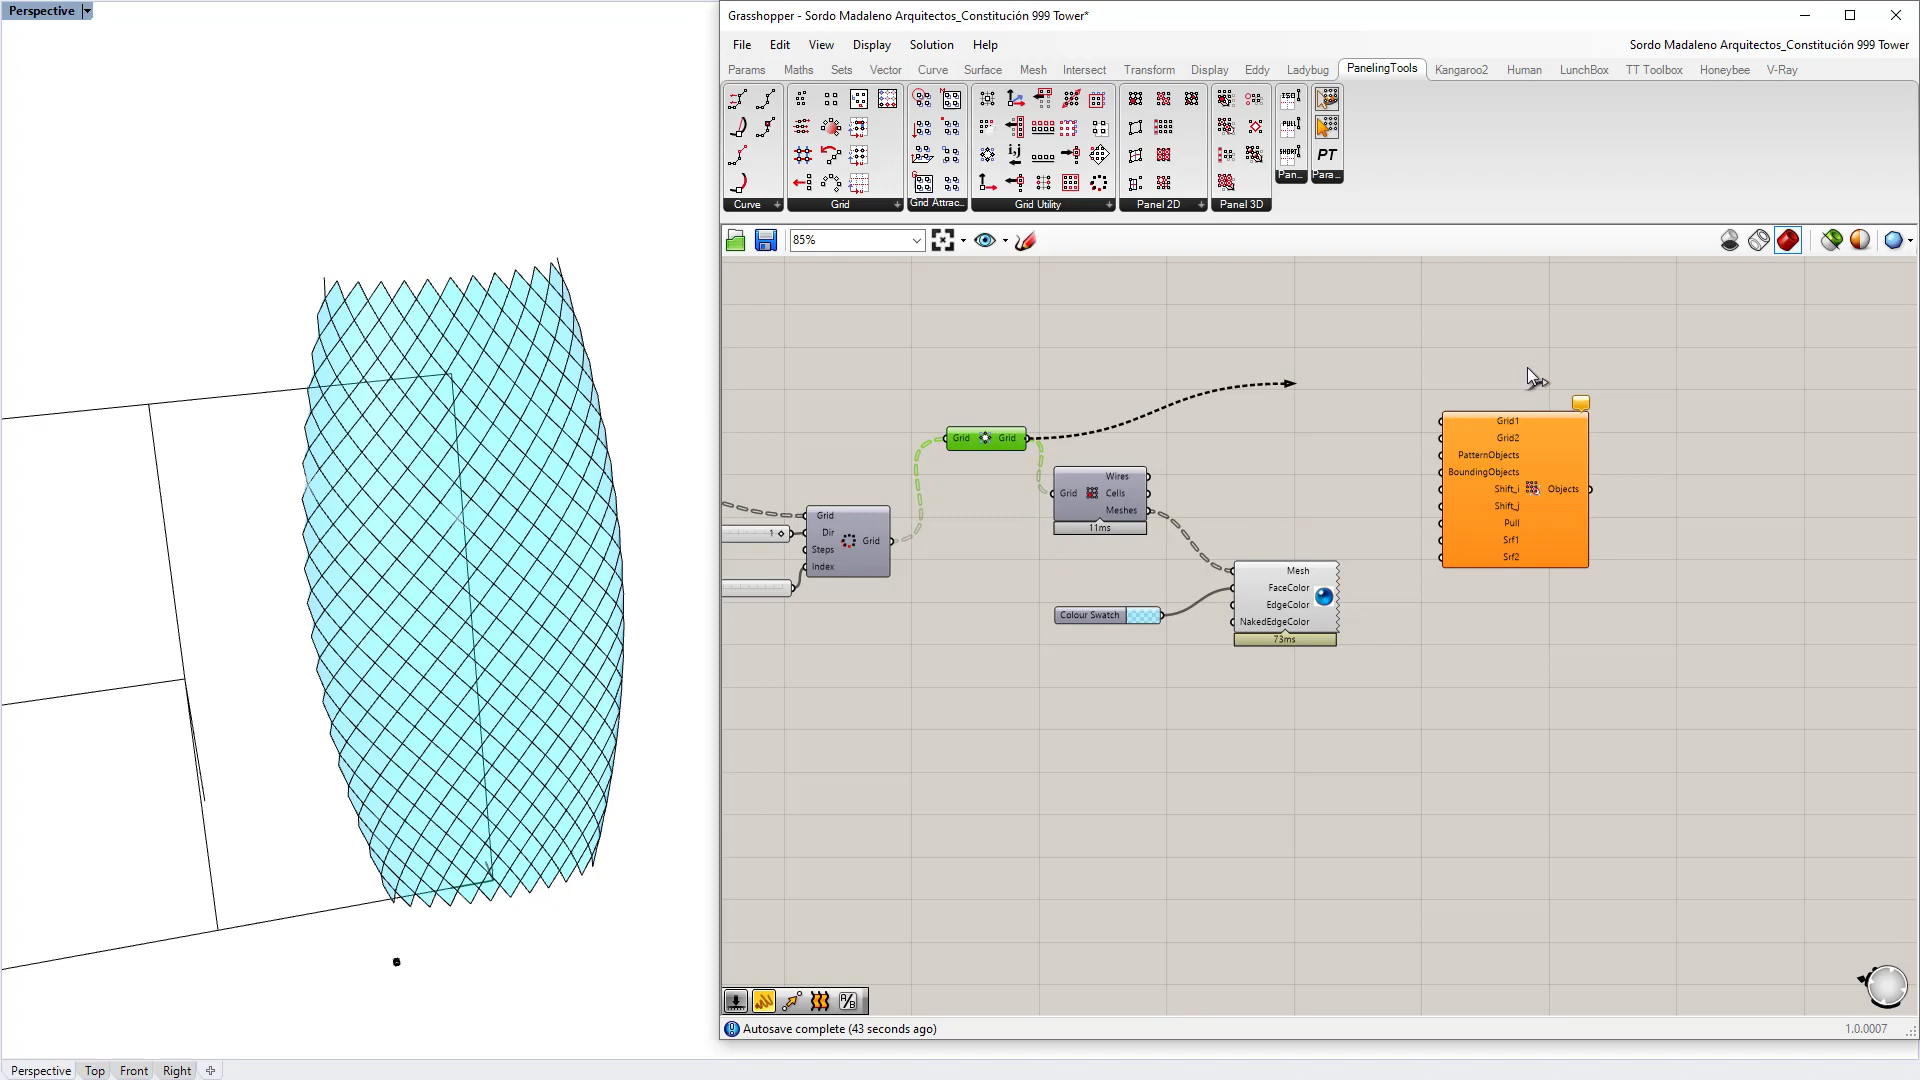 Perspective
Grasshopper - Sordo Madaleno Arquitectos_Constitución 999 Tower*
File Edit View Display Solution Help
Sordo Madaleno Arquitectos_Constitución 999 Tower
Params Maths Sets Vector Curve Surface Mesh Intersect Transform Display Eddy Ladybug PanelingTools Kangaroo2 Human LunchBox TT Toolbox Honeybee V-Ray
ISO
PULL
i,j
SHORT
PT
Pan... Para...
Curve Grid Grid Attrac... Grid Utility Panel 2D Panel 3D
85%
Grid Grid
Grid
Dir
Steps
Index
Grid
1
Grid
Wires
Cells
Meshes
11ms
Colour Swatch
Mesh
FaceColor
EdgeColor
NakedEdgeColor
73ms
Grid1
Grid2
PatternObjects
BoundingObjects
Shift_i
Shift_j
Pull
Srf1
Srf2
Objects
Autosave complete (43 seconds ago)
1.0.0007
Perspective Top Front Right